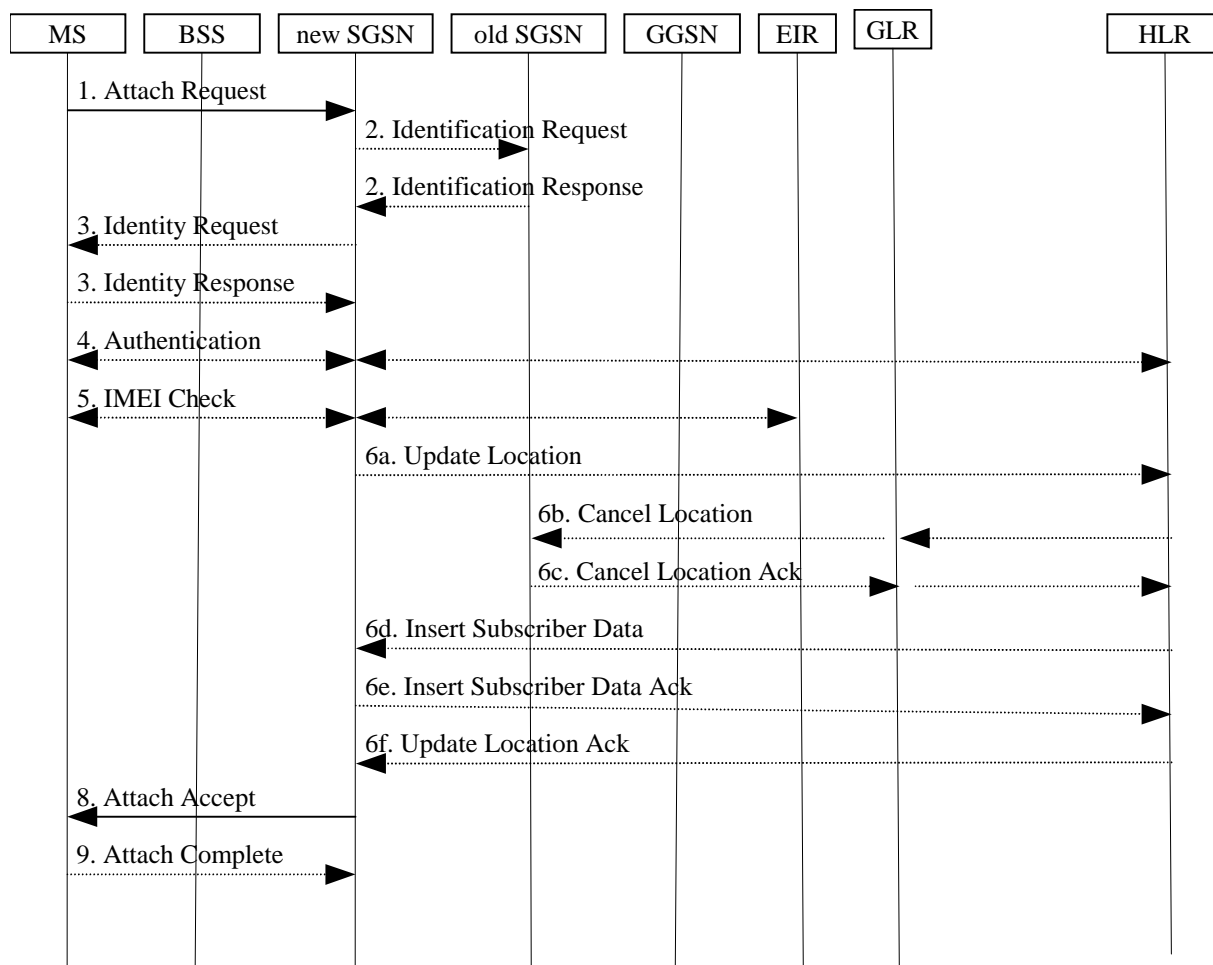 MS
BSS
new SGSN
old SGSN
GGSN
EIR
GLR
HLR
1. Attach Request
2. Identification Request
2. Identification Response
3. Identity Request
3. Identity Response
4. Authentication
5. IMEI Check
6a. Update Location
6b. Cancel Location
6c. Cancel Location Ack
6d. Insert Subscriber Data
6e. Insert Subscriber Data Ack
6f. Update Location Ack
8. Attach Accept
9. Attach Complete